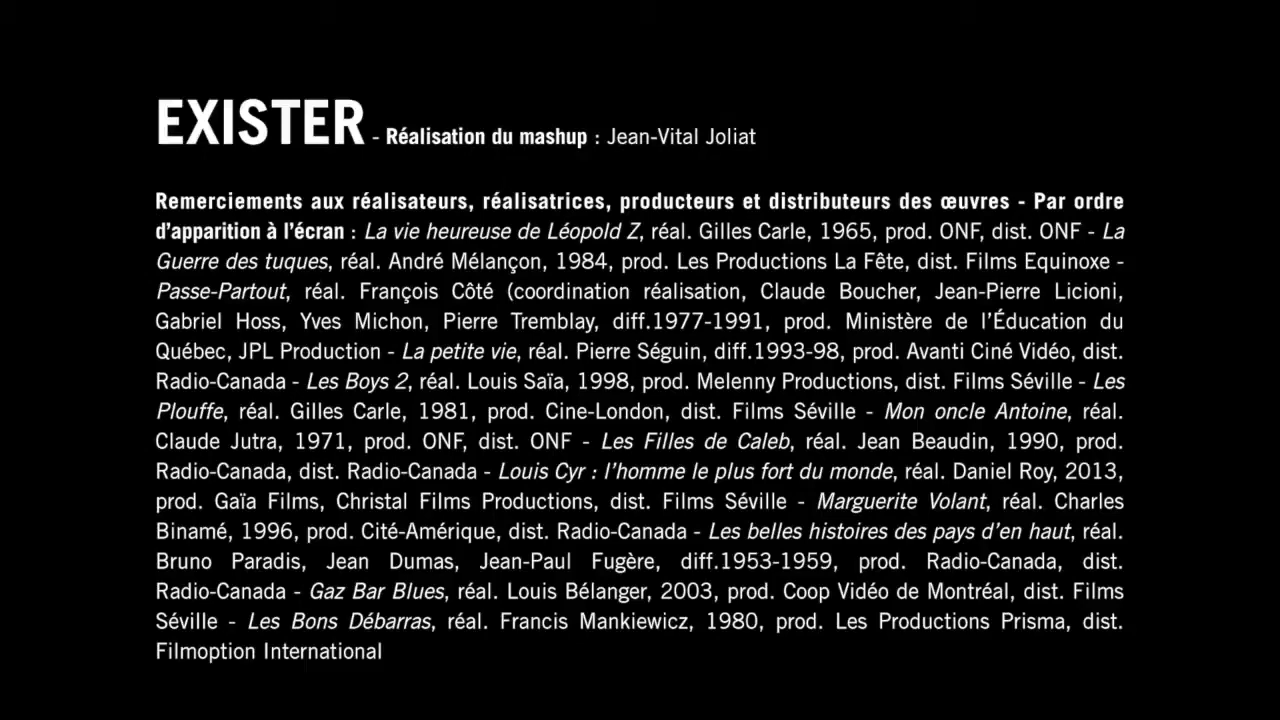 EXISTER - Réalisation du mashup : Jean-Vital Joliat
Remerciements aux réalisateurs, réalisatrices, producteurs et distributeurs des œuvres - Par ordre
d’apparition à l’écran : La vie heureuse de Léopold Z, réal. Gilles Carle, 1965, prod. ONF, dist. ONF - La
Guerre des tuques, réal. André Mélançon, 1984, prod. Les Productions La Fête, dist. Films Equinoxe -
Passe-Partout, réal. François Côté (coordination réalisation, Claude Boucher, Jean-Pierre Licioni,
Gabriel Hoss, Yves Michon, Pierre Tremblay, diff.1977-1991, prod. Ministère de l’Éducation du
Québec, JPL Production - La petite vie, réal. Pierre Séguin, diff.1993-98, prod. Avanti Ciné Vidéo, dist.
Radio-Canada - Les Boys 2, réal. Louis Saïa, 1998, prod. Melenny Productions, dist. Films Séville - Les
Plouffe, réal. Gilles Carle, 1981, prod. Cine-London, dist. Films Séville - Mon oncle Antoine, réal.
Claude Jutra, 1971, prod. ONF, dist. ONF - Les Filles de Caleb, réal. Jean Beaudin, 1990, prod.
Radio-Canada, dist. Radio-Canada - Louis Cyr : l’homme le plus fort du monde, réal. Daniel Roy, 2013,
prod. Gaïa Films, Christal Films Productions, dist. Films Séville - Marguerite Volant, réal. Charles
Binamé, 1996, prod. Cité-Amérique, dist. Radio-Canada - Les belles histoires des pays d’en haut, réal.
Bruno Paradis, Jean Dumas, Jean-Paul Fugère, diff.1953-1959, prod. Radio-Canada, dist.
Radio-Canada - Gaz Bar Blues, réal. Louis Bélanger, 2003, prod. Coop Vidéo de Montréal, dist. Films
Séville - Les Bons Débarras, réal. Francis Mankiewicz, 1980, prod. Les Productions Prisma, dist.
Filmoption International